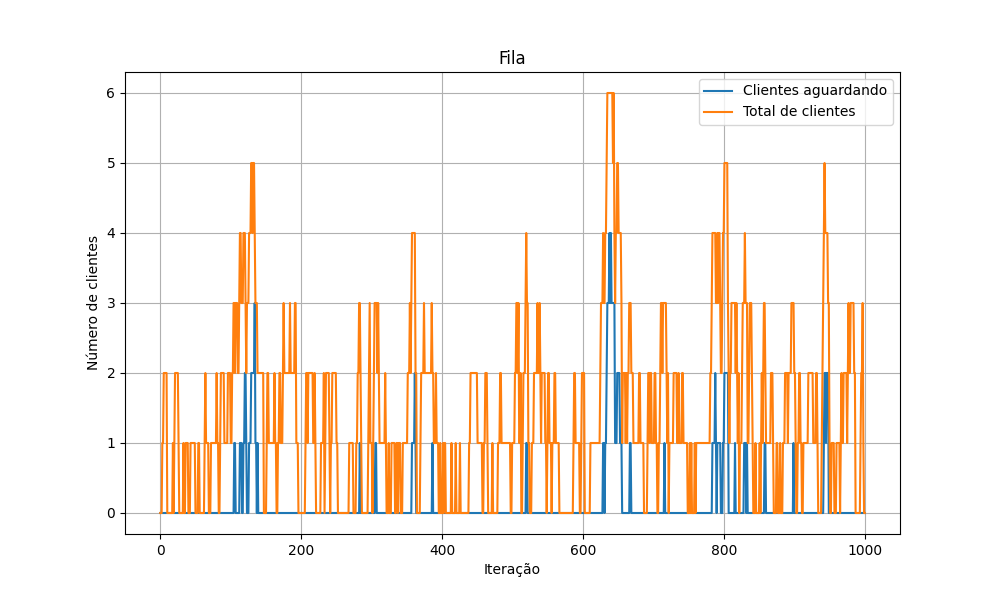 Fila
Clientes aguardando
Total de clientes
Número de clientes
6
5
4
3
2
1
0
0 200 400 600 800 1000
Iteração